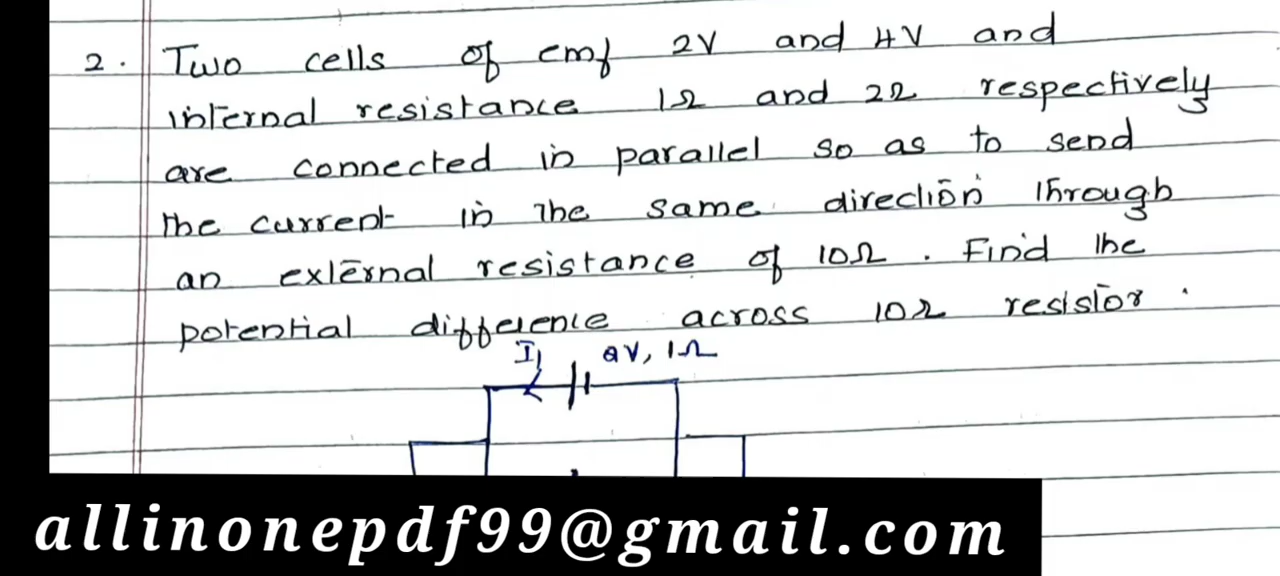 2. Two cells of emf 2V and 4V and
internal resistance 1Ω and 2Ω respectively
are connected in parallel so as to send
the current in the same direction through
an external resistance of 10Ω. Find the
potential difference across 10Ω resistor.
I1 2V, 1Ω
allinonepdf99@gmail.com